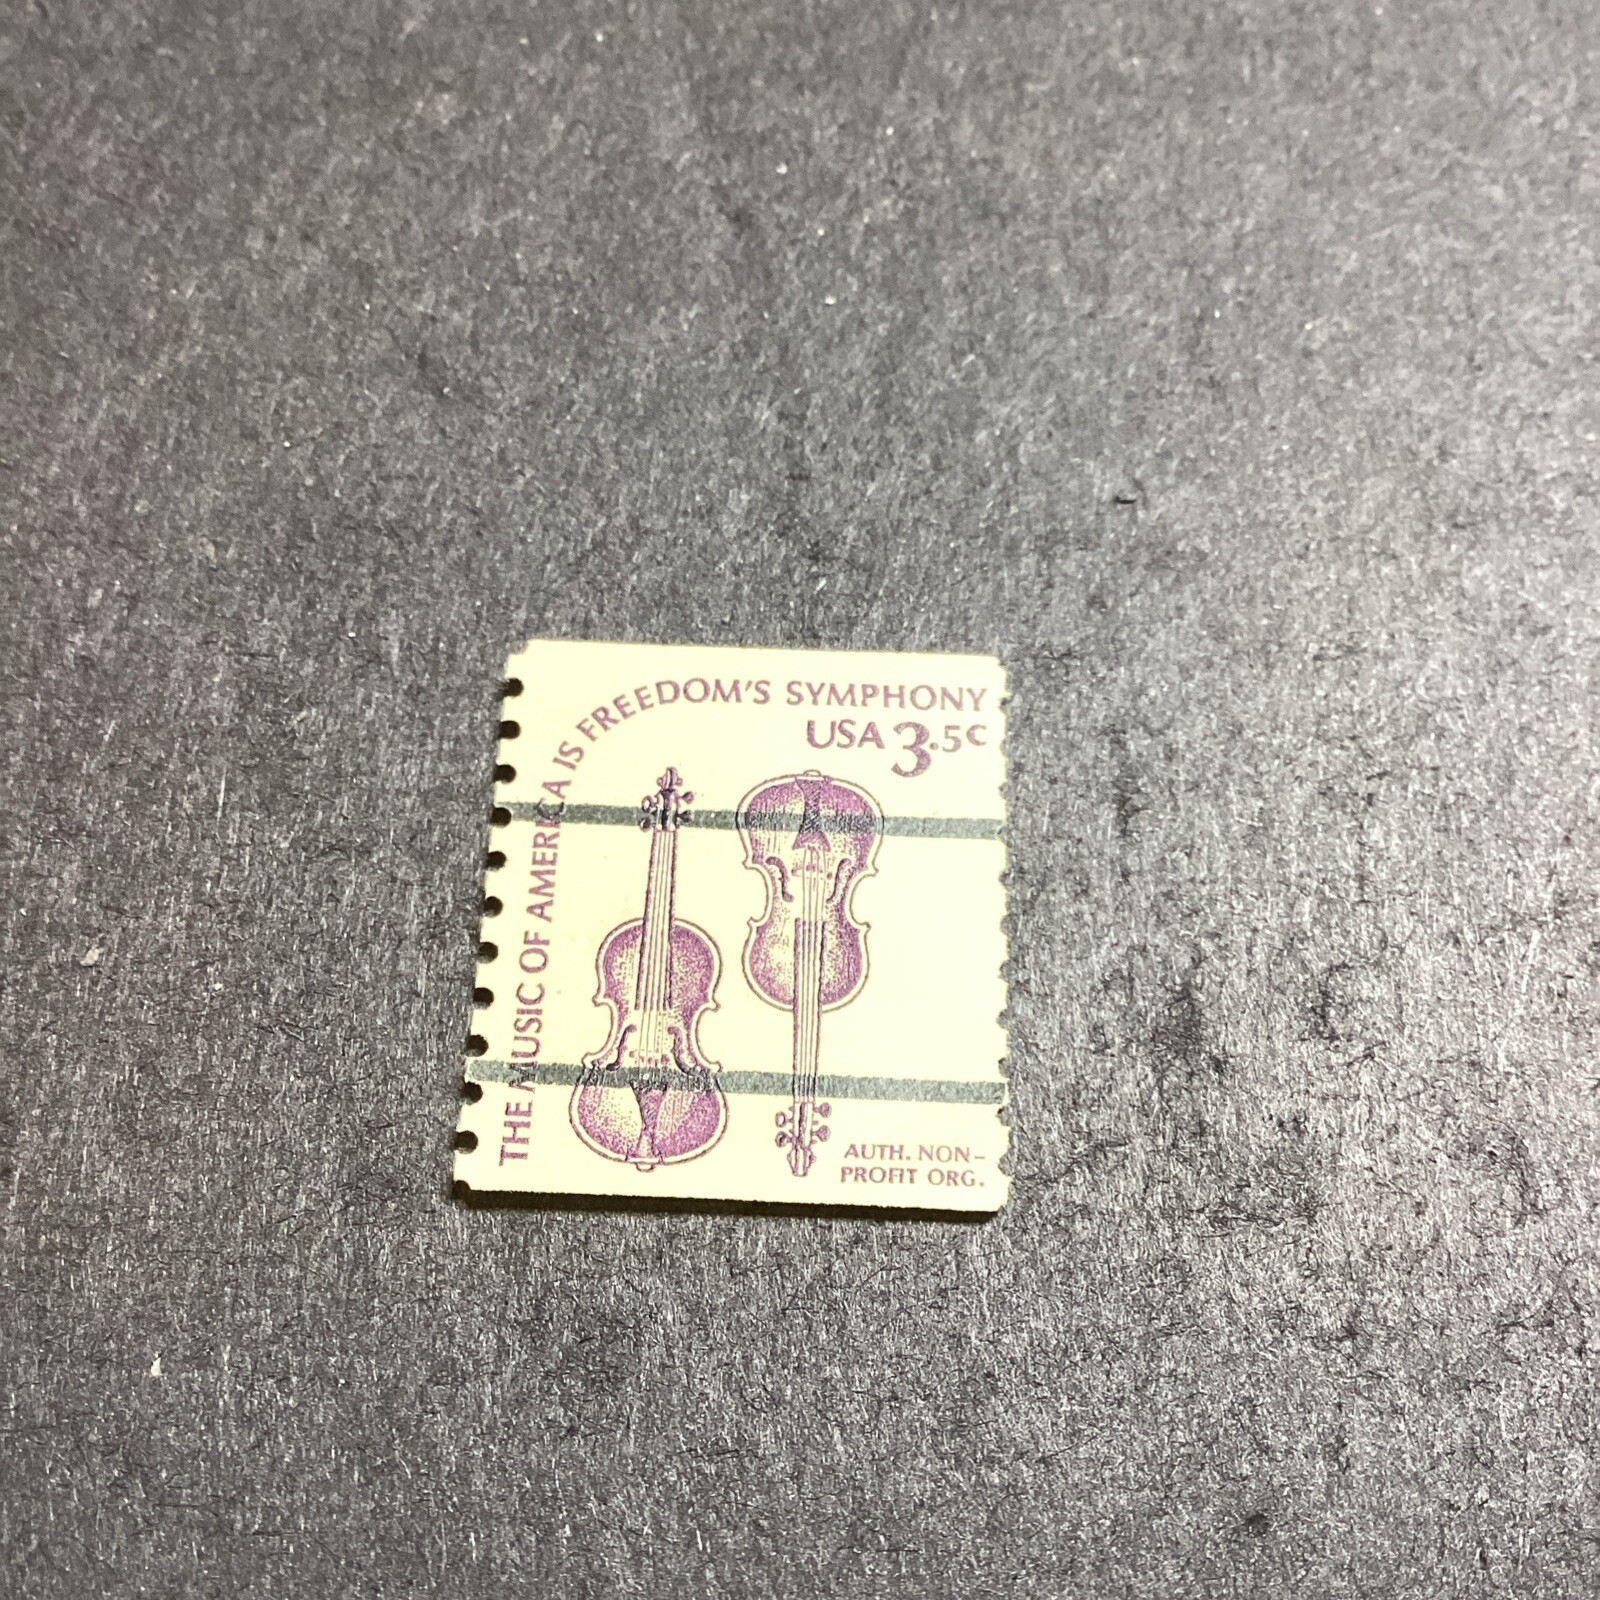 THE MUSIC OF AMERICA IS FREEDOM'S SYMPHONY
USA 3.5c
AUTH. NON-
PROFIT ORG.